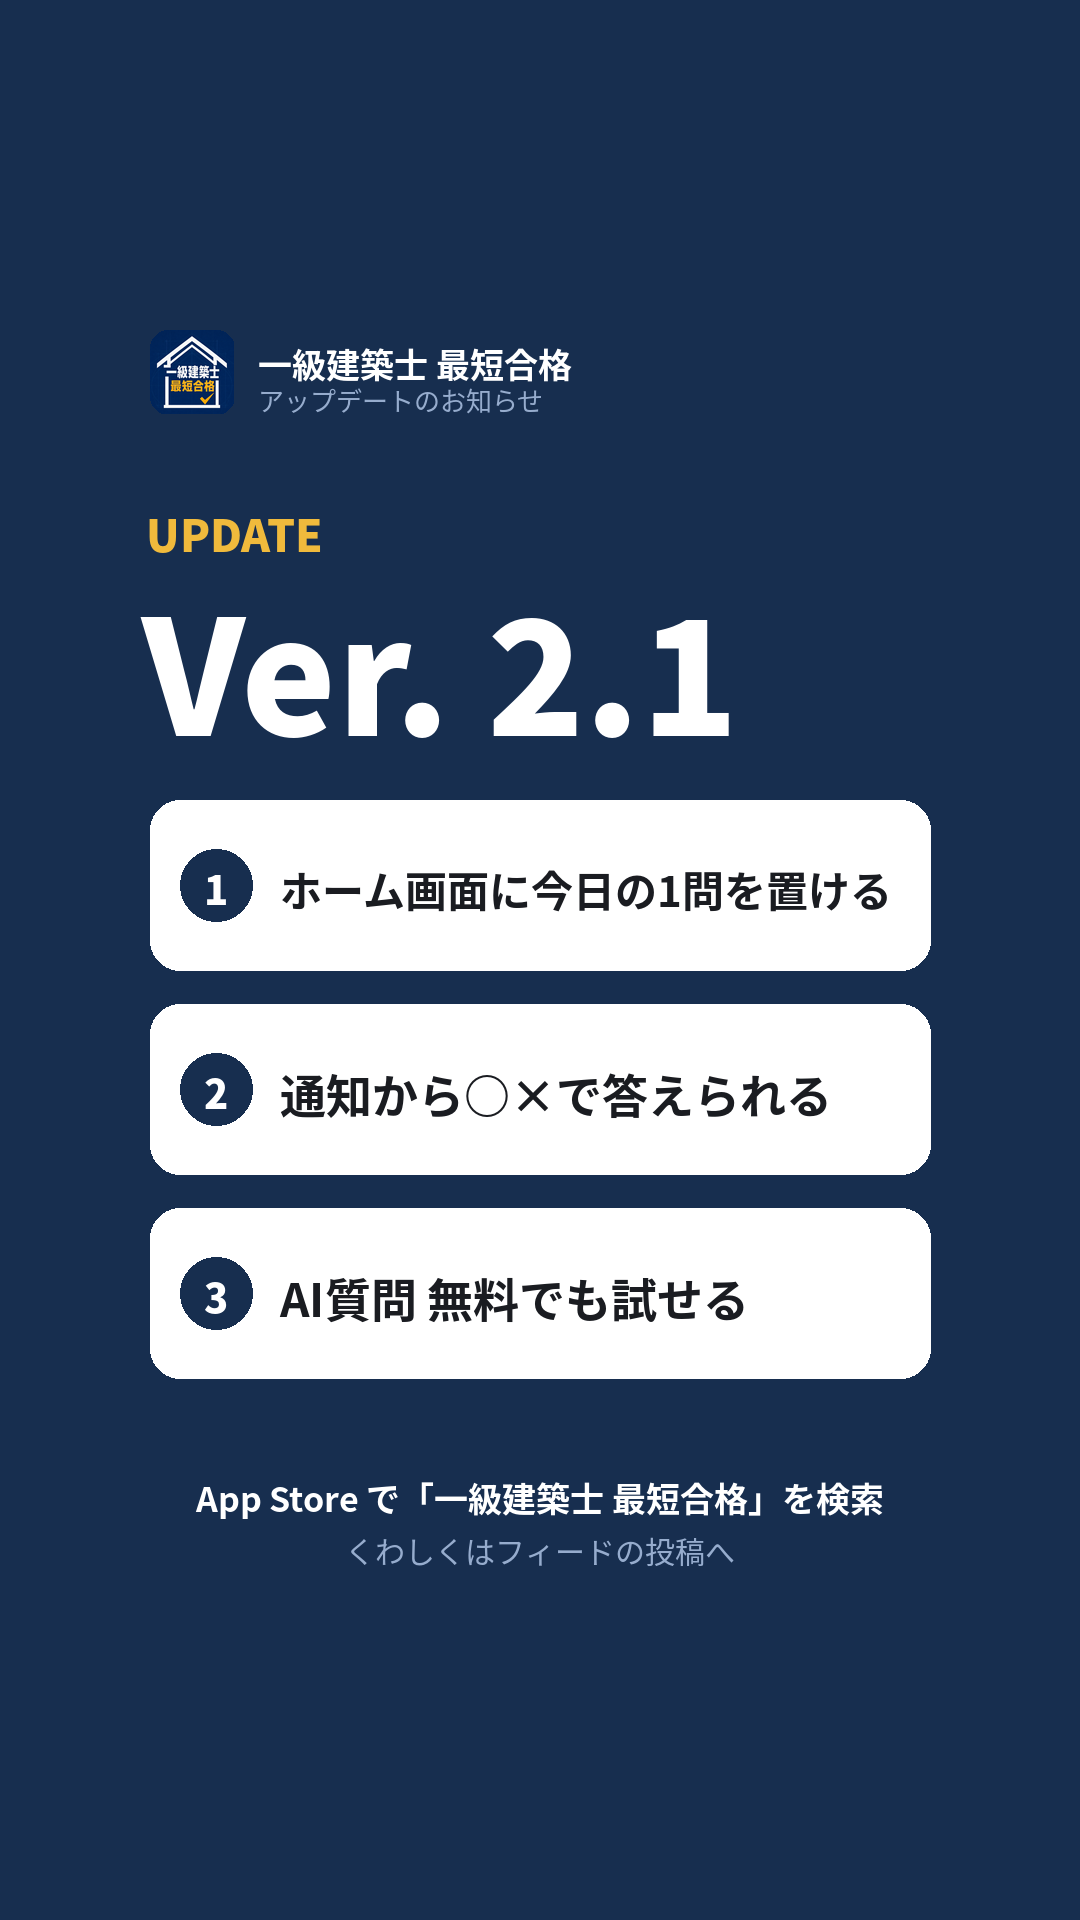 一級建築士
最短合格
一級建築士 最短合格
アップデートのお知らせ
UPDATE
Ver. 2.1
1 ホーム画面に今日の1問を置ける
2 通知から○×で答えられる
3 AI質問 無料でも試せる
App Store で「一級建築士 最短合格」を検索
くわしくはフィードの投稿へ